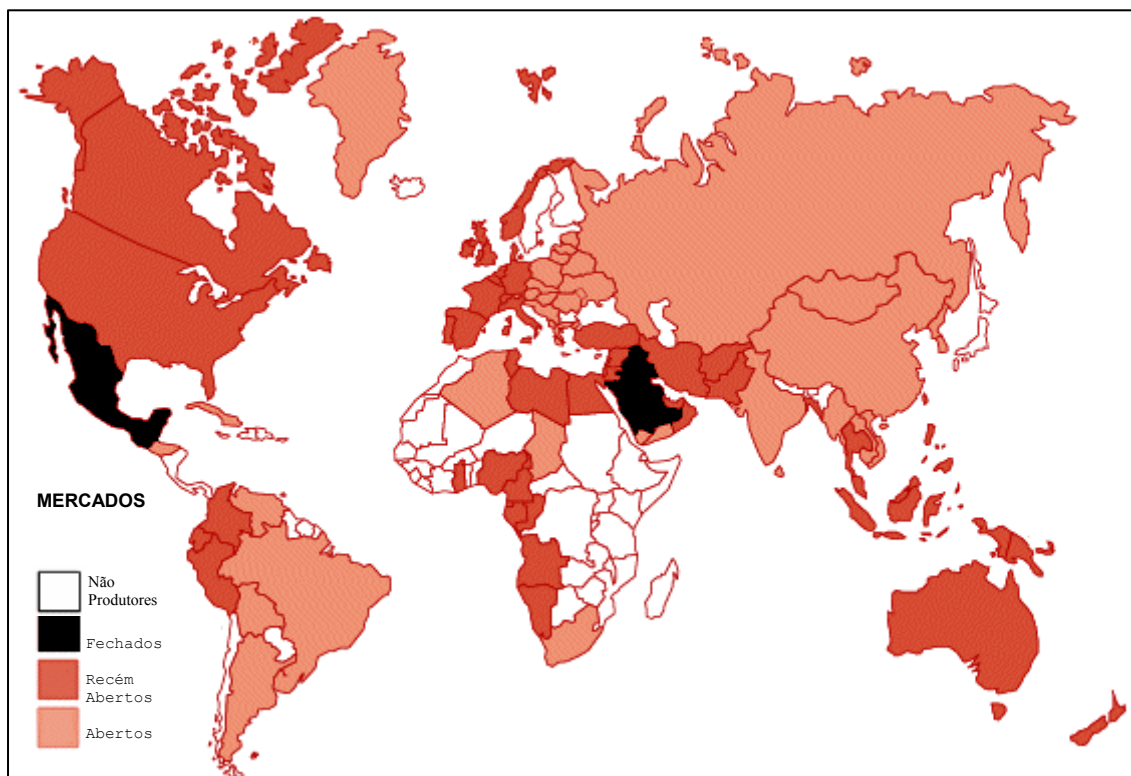 MERCADOS
Não
Produtores
Fechados
Recém
Abertos
Abertos